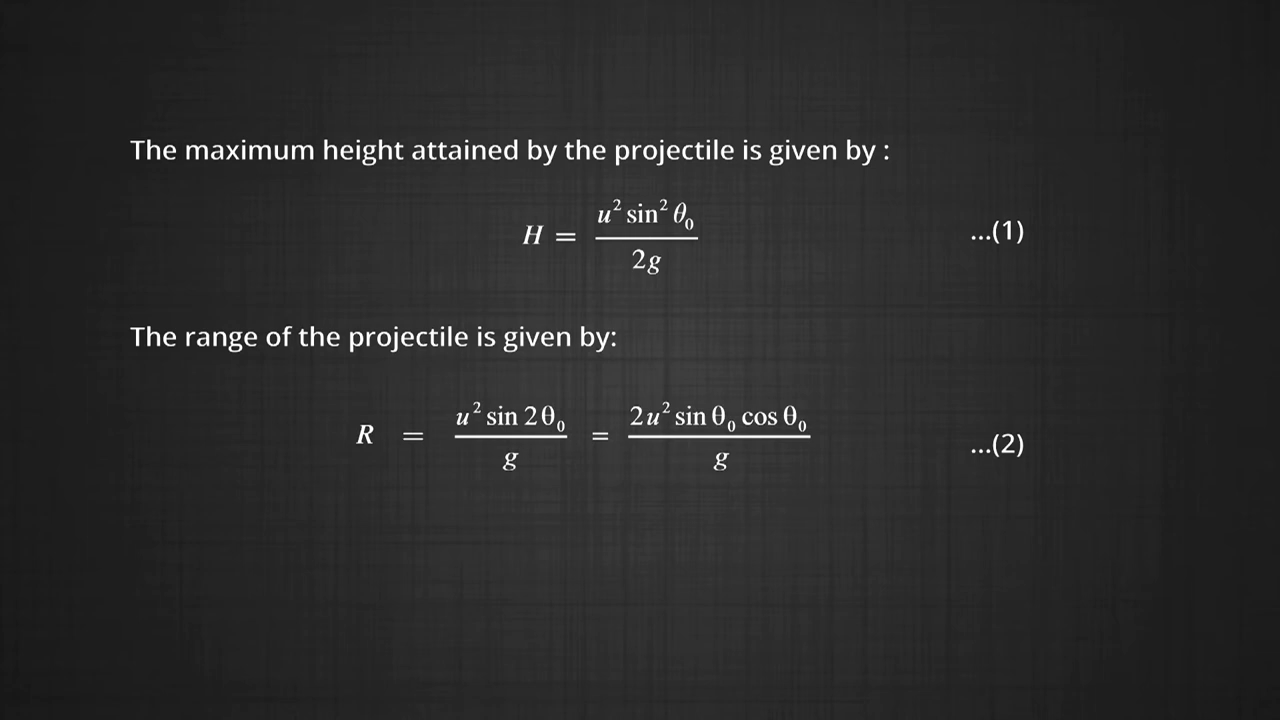 The maximum height attained by the projectile is given by :
H = u² sin² θ₀ / 2g ...(1)
The range of the projectile is given by:
R = u² sin 2θ₀ / g = 2u² sin θ₀ cos θ₀ / g ...(2)